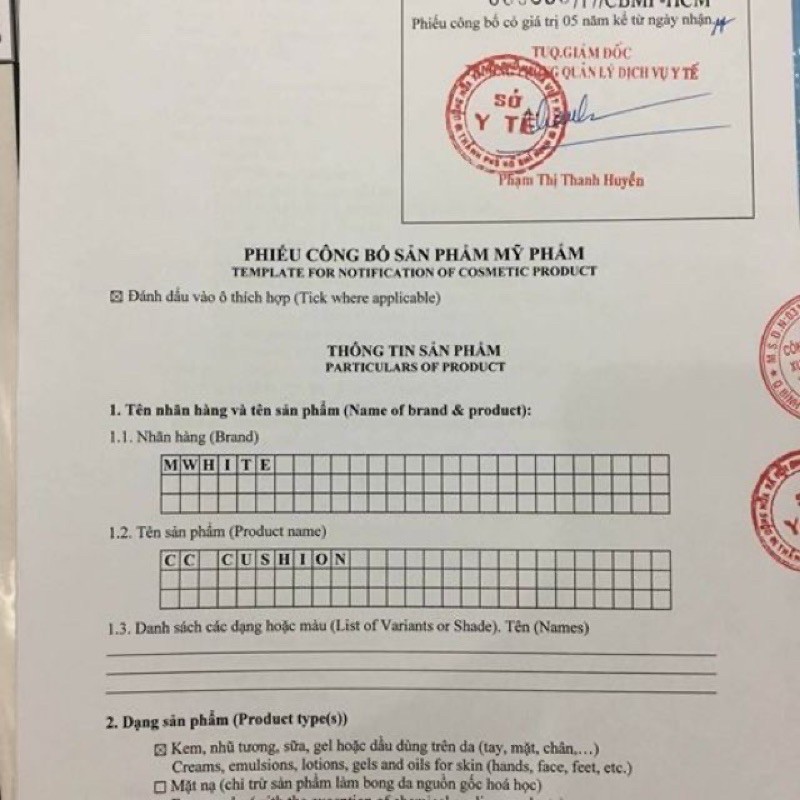 /17/CBMP-HCM
Phiếu công bố có giá trị 05 năm kể từ ngày nhận
TUQ.GIÁM ĐỐC
QUẢN LÝ DỊCH VỤ Y TẾ
SỞ
Y TẾ
Phạm Thị Thanh Huyền
PHIẾU CÔNG BỐ SẢN PHẨM MỸ PHẨM
TEMPLATE FOR NOTIFICATION OF COSMETIC PRODUCT
☒ Đánh dấu vào ô thích hợp (Tick where applicable)
THÔNG TIN SẢN PHẨM
PARTICULARS OF PRODUCT
1. Tên nhãn hàng và tên sản phẩm (Name of brand & product):
1.1. Nhãn hàng (Brand)
MWHITE
1.2. Tên sản phẩm (Product name)
CC CUSHION
1.3. Danh sách các dạng hoặc màu (List of Variants or Shade). Tên (Names)
2. Dạng sản phẩm (Product type(s))
☒ Kem, nhũ tương, sữa, gel hoặc dầu dùng trên da (tay, mặt, chân,…)
Creams, emulsions, lotions, gels and oils for skin (hands, face, feet, etc.)
☐ Mặt nạ (chỉ trừ sản phẩm làm bong da nguồn gốc hoá học)